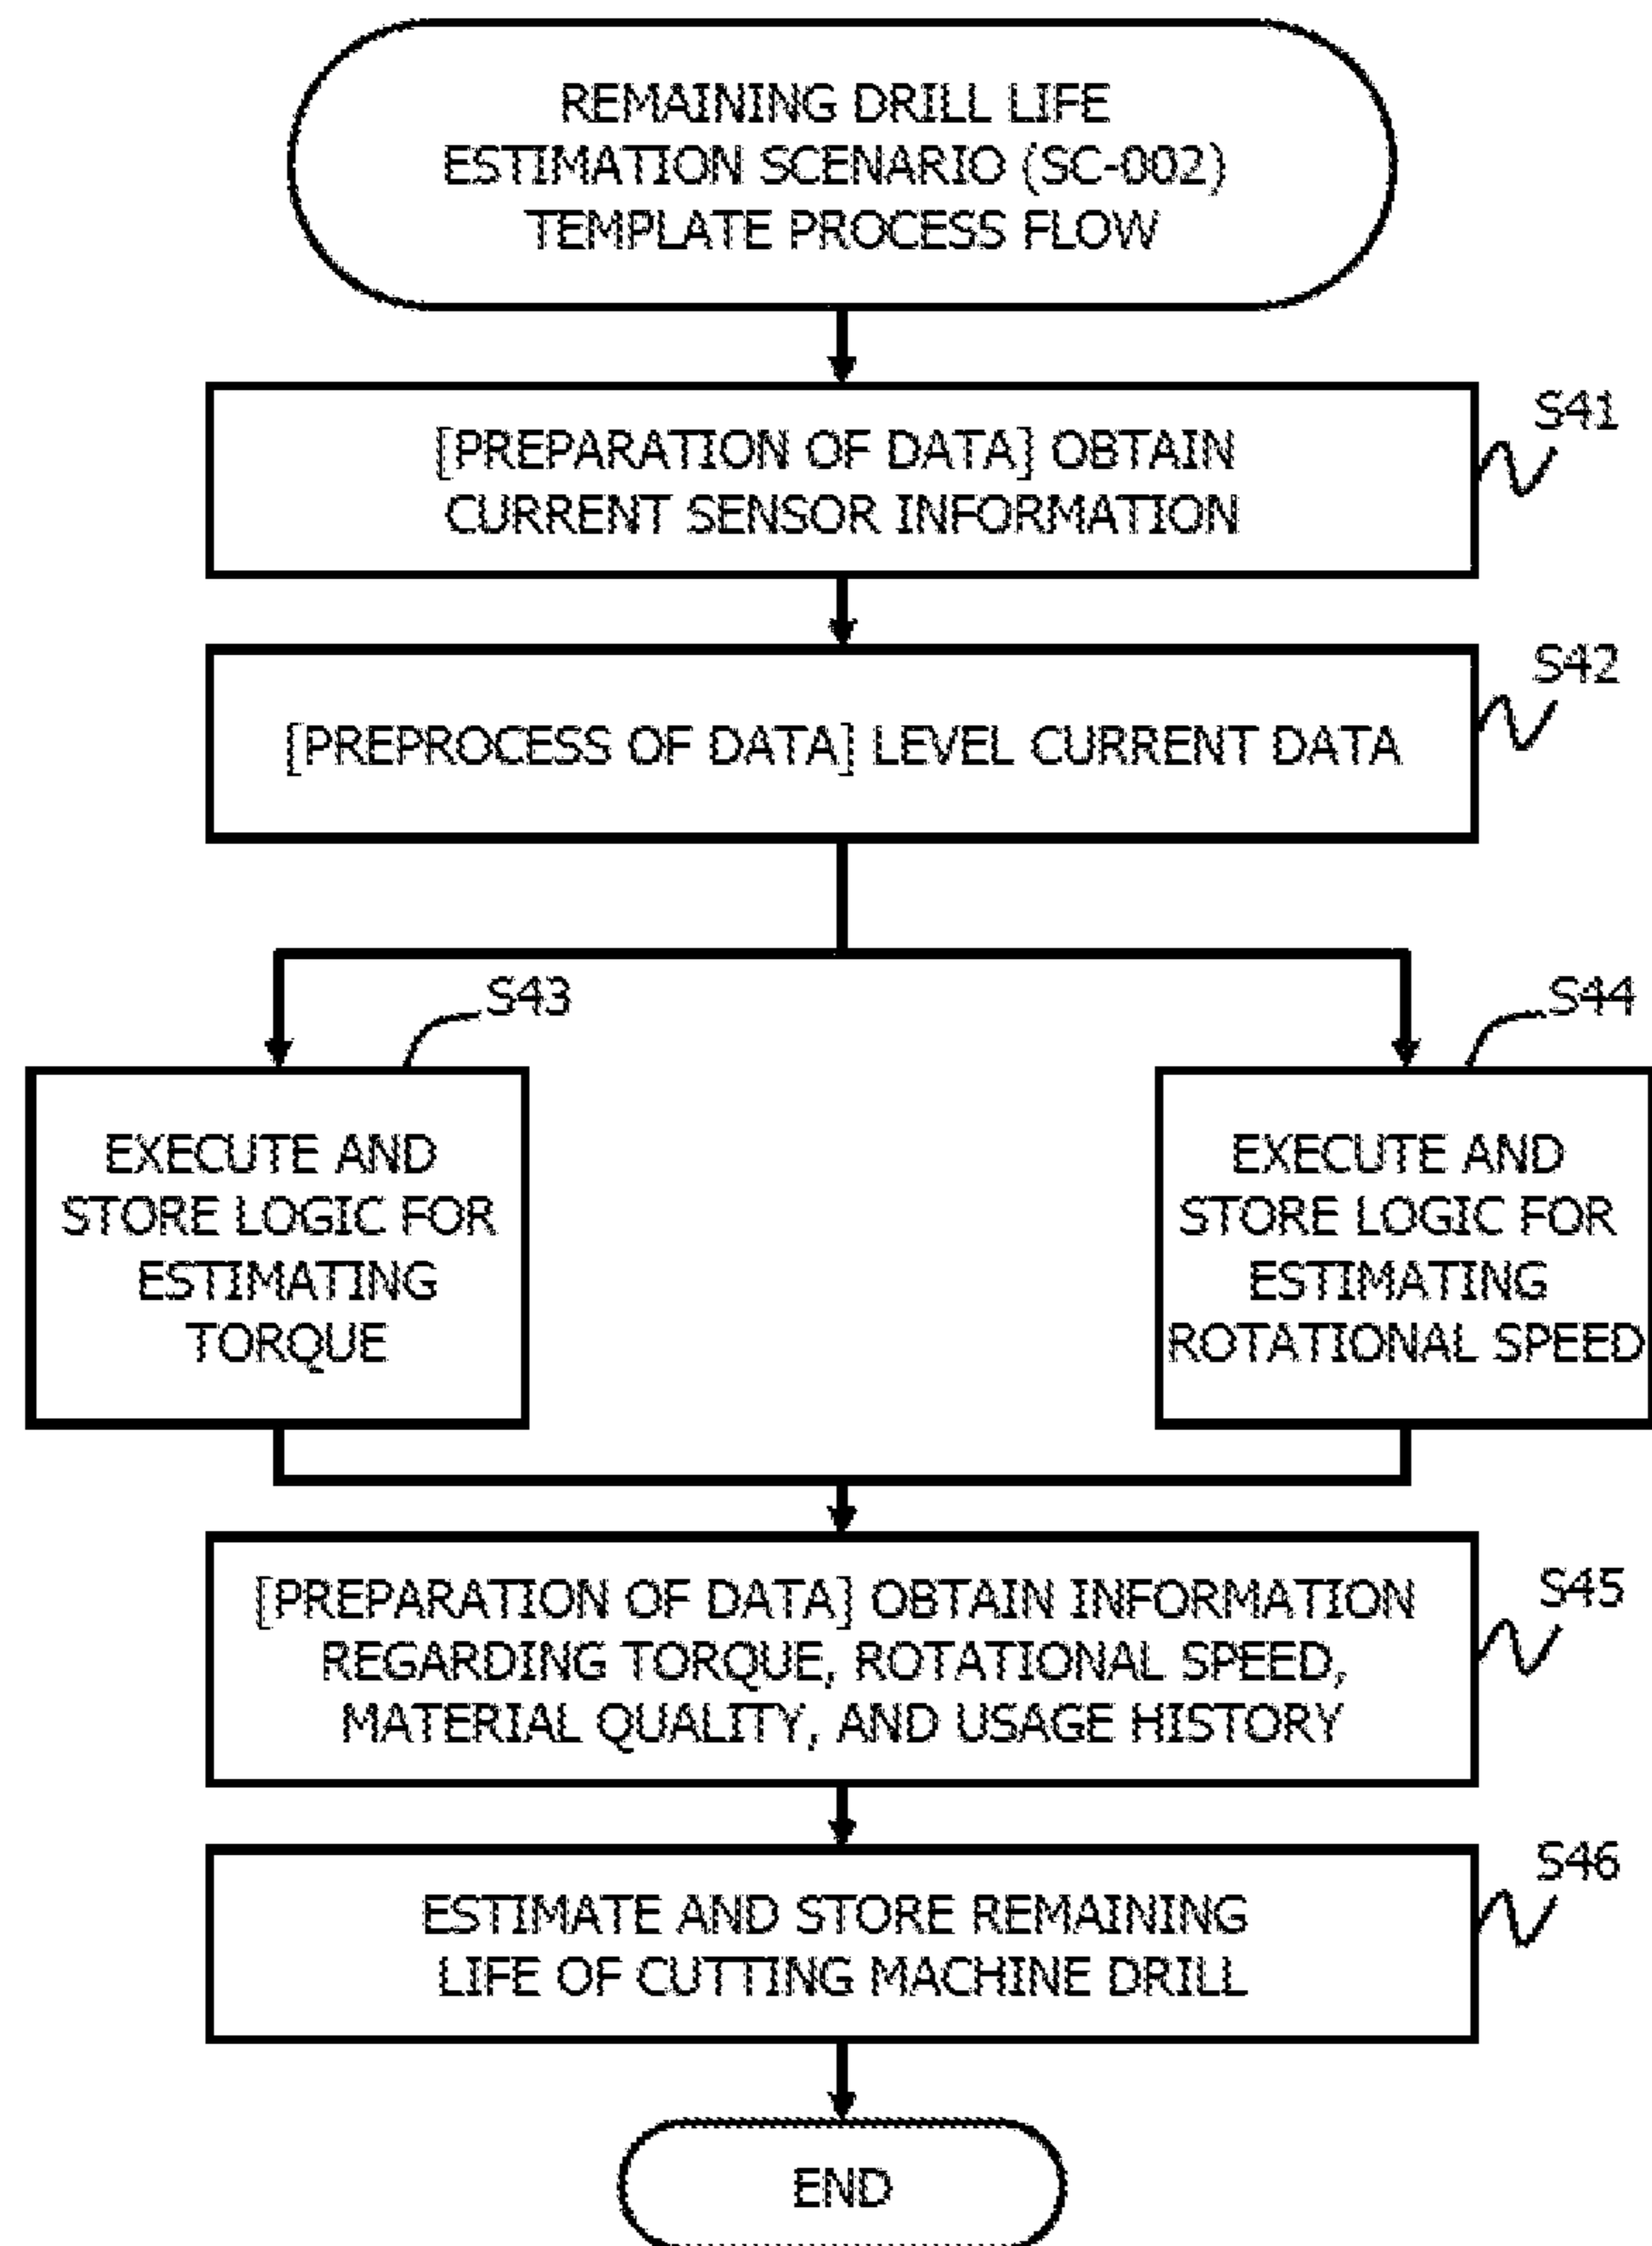 REMAINING DRILL LIFE
ESTIMATION SCENARIO (SC-002)
TEMPLATE PROCESS FLOW
S41
[PREPARATION OF DATA] OBTAIN
CURRENT SENSOR INFORMATION
S42
[PREPROCESS OF DATA] LEVEL CURRENT DATA
S43
EXECUTE AND
STORE LOGIC FOR
ESTIMATING
TORQUE
S44
EXECUTE AND
STORE LOGIC FOR
ESTIMATING
ROTATIONAL SPEED
S45
[PREPARATION OF DATA] OBTAIN INFORMATION
REGARDING TORQUE, ROTATIONAL SPEED,
MATERIAL QUALITY, AND USAGE HISTORY
S46
ESTIMATE AND STORE REMAINING
LIFE OF CUTTING MACHINE DRILL
END